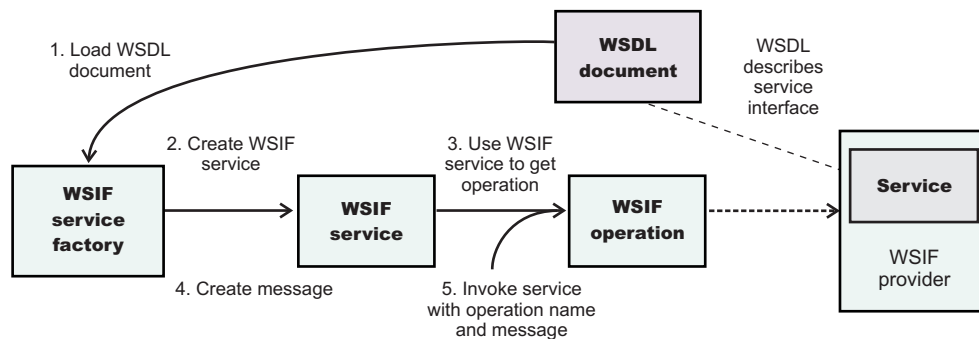 1. Load WSDL
document
WSDL
document
WSDL
describes
service
interface
2. Create WSIF
service
3. Use WSIF
service to get
operation
WSIF
service
factory
WSIF
service
WSIF
operation
Service
WSIF
provider
4. Create message
5. Invoke service
with operation name
and message